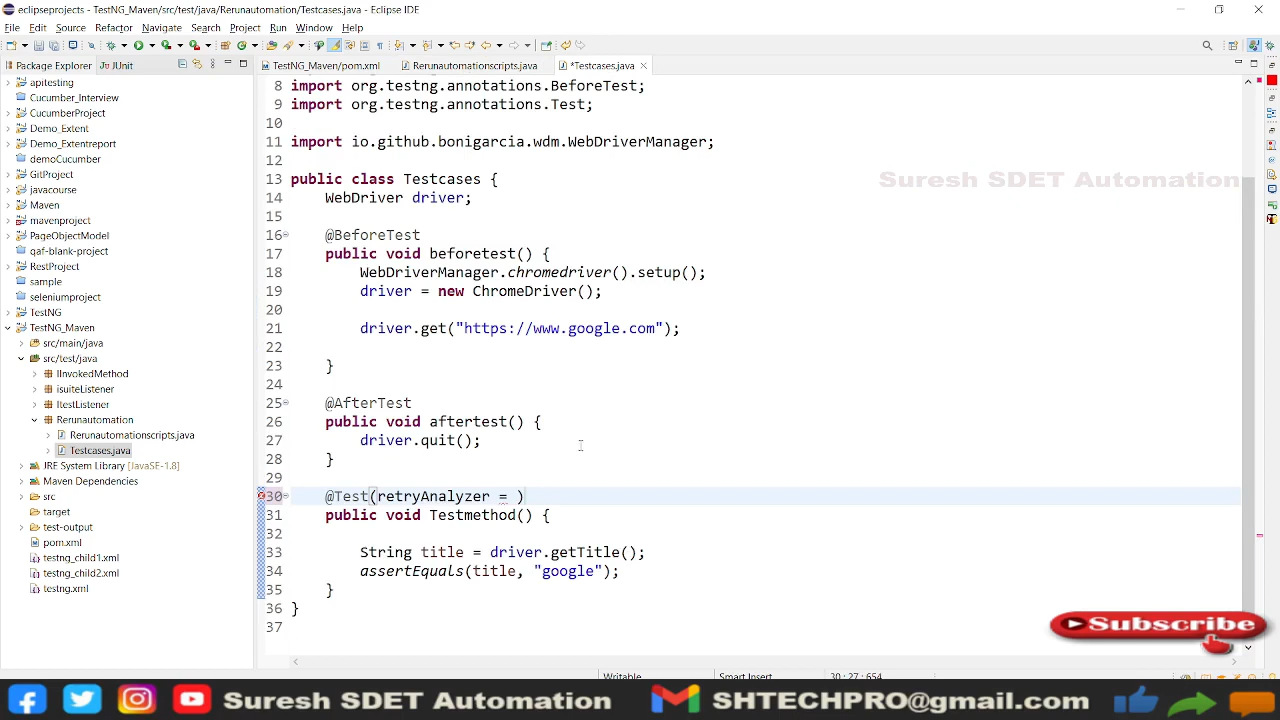 eclipseprojects - TestNG_Maven/src/test/java/Rerunautomation/Testcases.java - Eclipse IDE
File Edit Source Refactor Navigate Search Project Run Window Help
Package Explorer JUnit
TestNG_Maven/pom.xml Rerunautomationscripts.java *Testcases.java
apitesting
Cucumber_Interview
CucumberProject
Demo_Extent
Demo_Extentreport
demoCucumber
GitProject
javacourse
Maven
mavenproject
PageObjectModel
qaf-blank-project
RestProject
sample
seleniumproject
TestNG
TestNG_Maven
src/main/java
src/test/java
IInvokedMethod
isuiteListener
ItestListener
Rerunautomation
Rerunautomationscripts.java
Testcases.java
JRE System Library [JavaSE-1.8]
Maven Dependencies
src
target
test-output
pom.xml
testng_child1.xml
testng_child2.xml
testng.xml
8 import org.testng.annotations.BeforeTest;
9 import org.testng.annotations.Test;
10
11 import io.github.bonigarcia.wdm.WebDriverManager;
12
13 public class Testcases {
14 WebDriver driver;
15
16 @BeforeTest
17 public void beforetest() {
18 WebDriverManager.chromedriver().setup();
19 driver = new ChromeDriver();
20
21 driver.get("https://www.google.com");
22
23 }
24
25 @AfterTest
26 public void aftertest() {
27 driver.quit();
28 }
29
30 @Test(retryAnalyzer = )
31 public void Testmethod() {
32
33 String title = driver.getTitle();
34 assertEquals(title, "google");
35 }
36 }
37
Suresh SDET Automation
Subscribe
Writable Smart Insert 30 : 27 : 654
Suresh SDET Automation SHTECHPRO@gmail.com